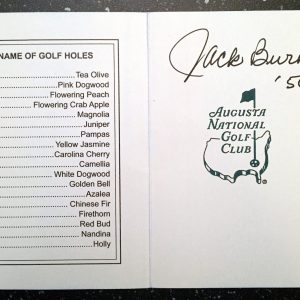 NAME OF GOLF HOLES
Tea Olive
Pink Dogwood
Flowering Peach
Flowering Crab Apple
Magnolia
Juniper
Pampas
Yellow Jasmine
Carolina Cherry
Camellia
White Dogwood
Golden Bell
Azalea
Chinese Fir
Firethorn
Red Bud
Nandina
Holly
Jack Bur
'5
AUGUSTA
NATIONAL
GOLF
CLUB